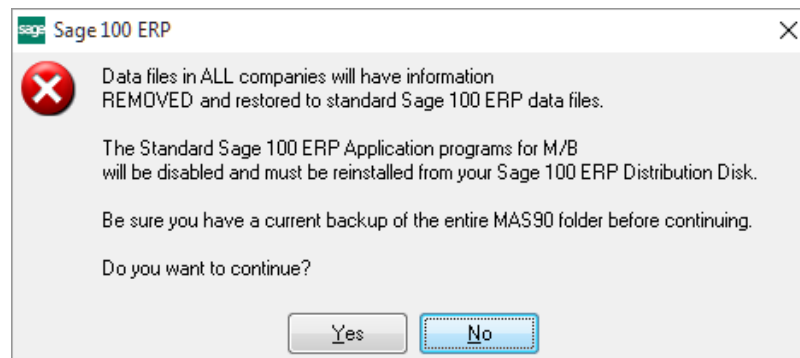 sage Sage 100 ERP
Data files in ALL companies will have information
REMOVED and restored to standard Sage 100 ERP data files.
The Standard Sage 100 ERP Application programs for M/B
will be disabled and must be reinstalled from your Sage 100 ERP Distribution Disk.
Be sure you have a current backup of the entire MAS90 folder before continuing.
Do you want to continue?
Yes No